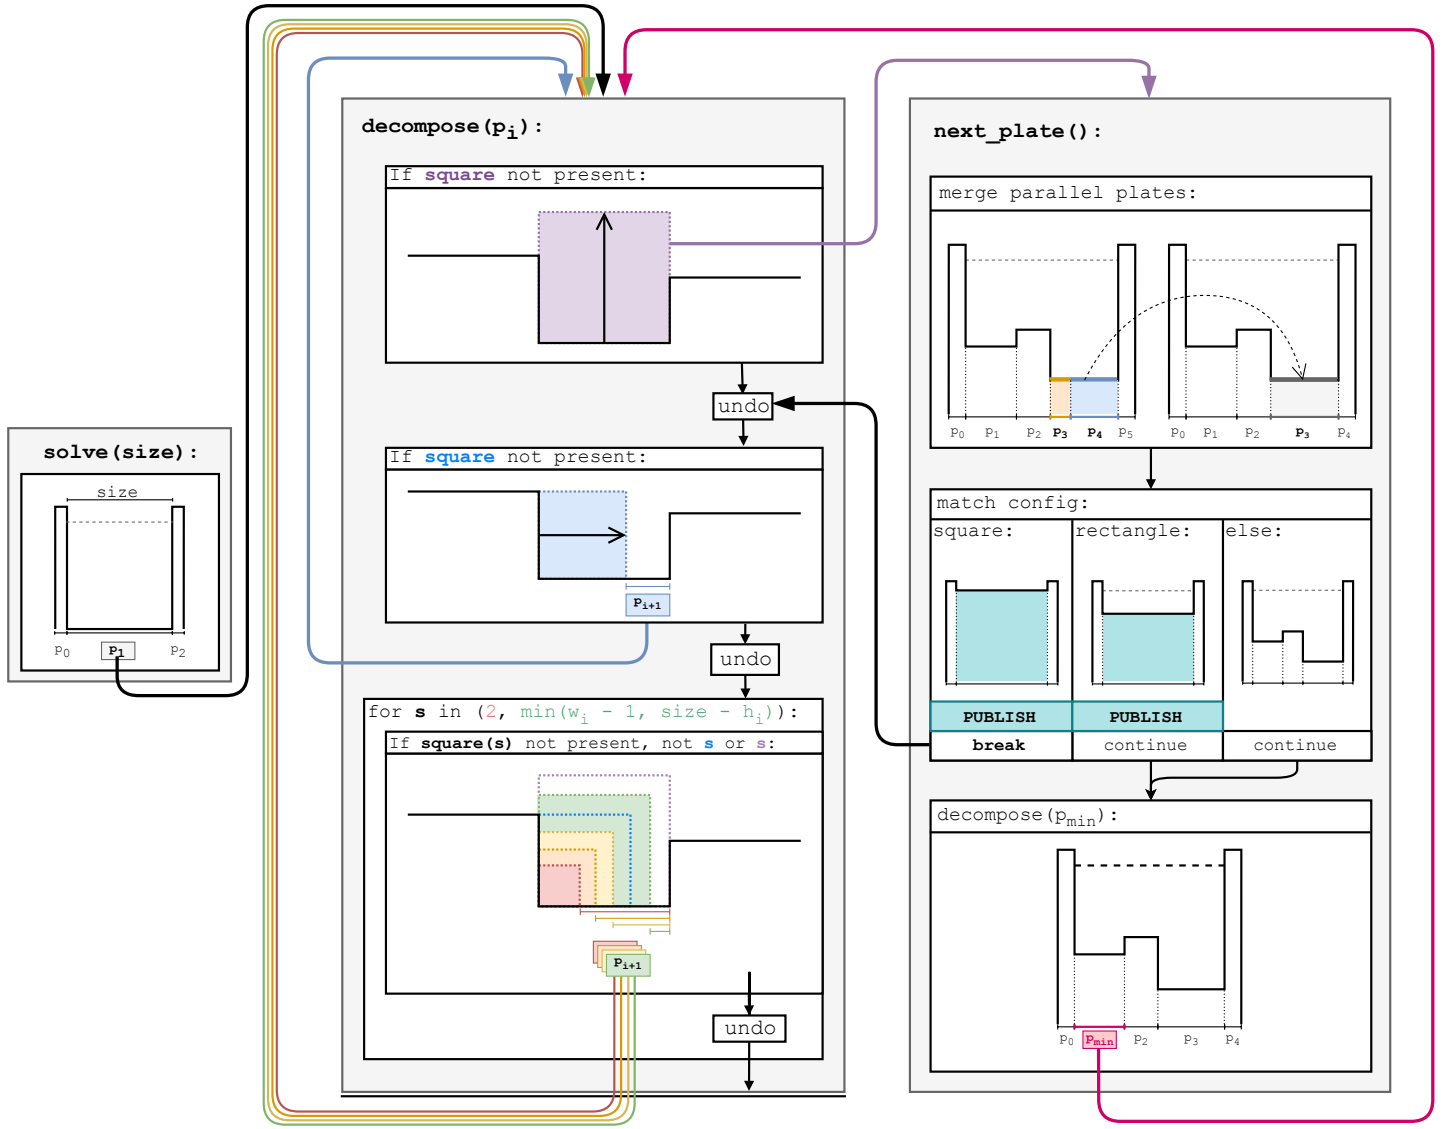 solve(size):
size
p0 p1 p2
decompose(pi):
If square not present:
undo
If square not present:
pi+1
undo
for s in (2, min(wi - 1, size - hi)):
If square(s) not present, not s or s:
pi+1
undo
next_plate():
merge parallel plates:
p0 p1 p2 p3 p4 p5
p0 p1 p2 p3 p4
match config:
square: rectangle: else:
PUBLISH PUBLISH
break continue continue
decompose(pmin):
p0 pmin p2 p3 p4